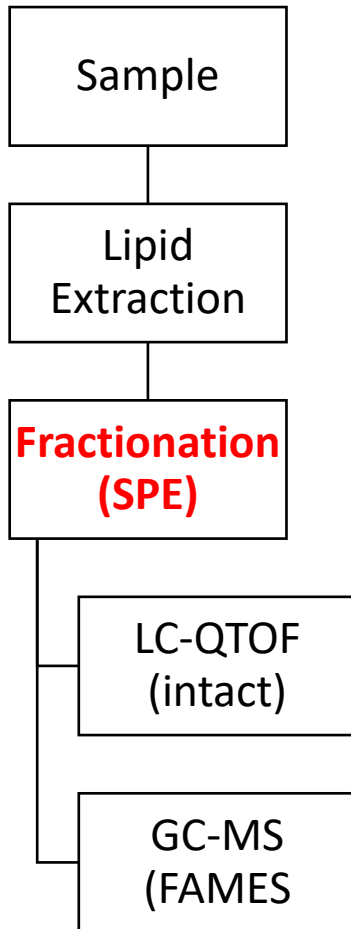 Sample
Lipid
Extraction
Fractionation
(SPE)
LC-QTOF
(intact)
GC-MS
(FAMES